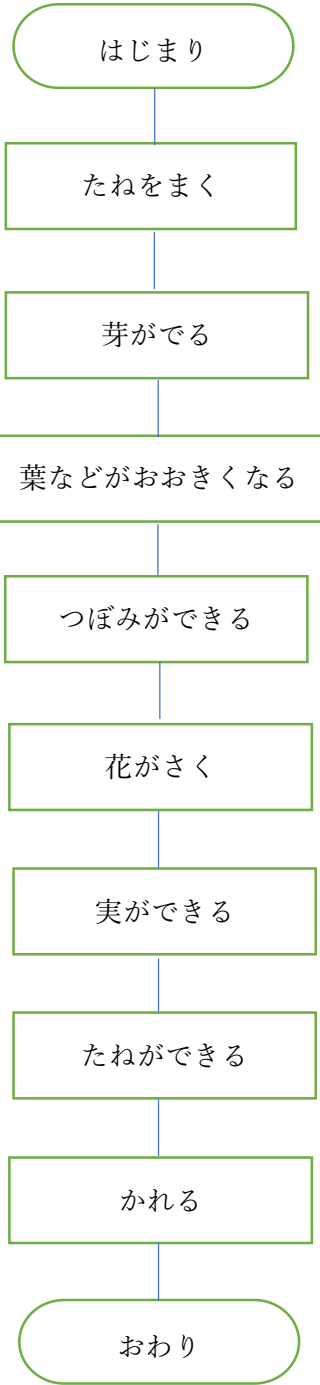 はじまり
たねをまく
芽がでる
葉などがおおきくなる
つぼみができる
花がさく
実ができる
たねができる
かれる
おわり